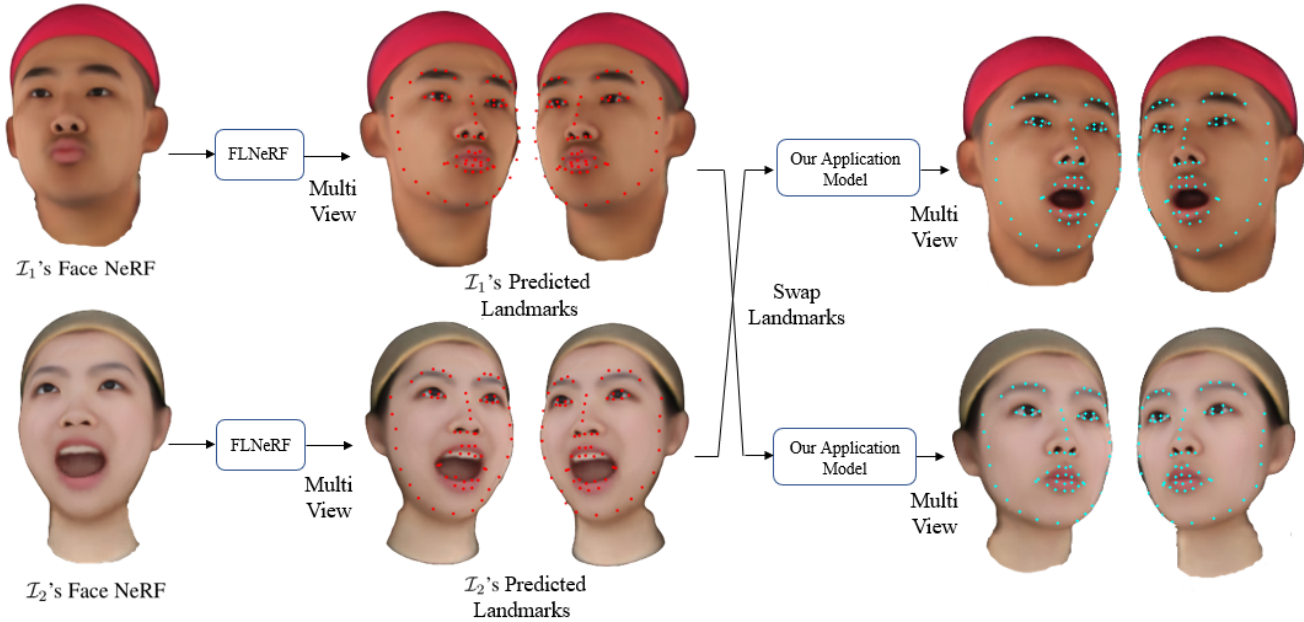 FLNeRF
Multi
View
Our Application
Model
Multi
View
ℐ₁'s Face NeRF
ℐ₁'s Predicted
Landmarks
Swap
Landmarks
FLNeRF
Multi
View
Our Application
Model
Multi
View
ℐ₂'s Face NeRF
ℐ₂'s Predicted
Landmarks